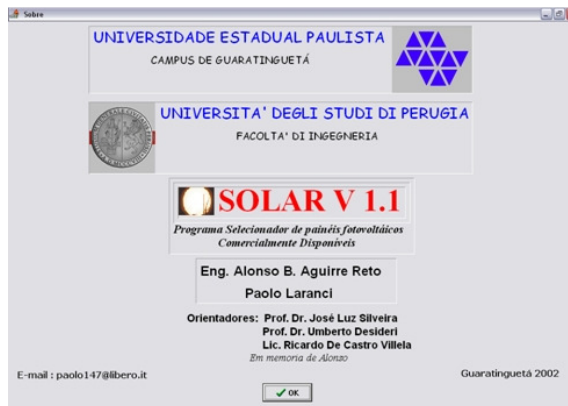 Sobre
UNIVERSIDADE ESTADUAL PAULISTA
CAMPUS DE GUARATINGUETÁ
UNIVERSITA' DEGLI STUDI DI PERUGIA
FACOLTA' DI INGEGNERIA
SOLAR V 1.1
Programa Selecionador de painéis fotovoltáicos
Comercialmente Disponíveis
Eng. Alonso B. Aguirre Reto
Paolo Laranci
Orientadores: Prof. Dr. José Luz Silveira
Prof. Dr. Umberto Desideri
Lic. Ricardo De Castro Villela
Em memoria de Alonzo
E-mail : paolo147@libero.it
Guaratinguetá 2002
OK